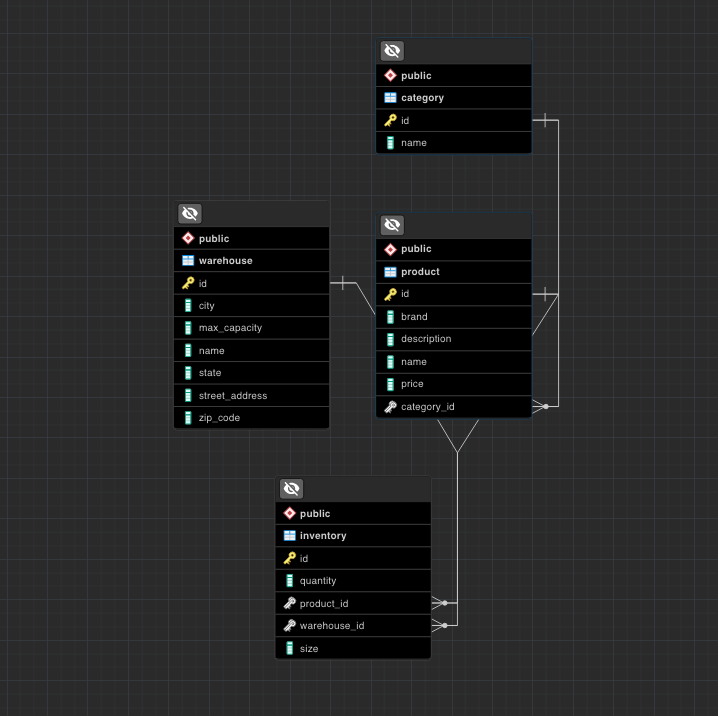 public
category
id
name
public
warehouse
id
city
max_capacity
name
state
street_address
zip_code
public
product
id
brand
description
name
price
category_id
public
inventory
id
quantity
product_id
warehouse_id
size